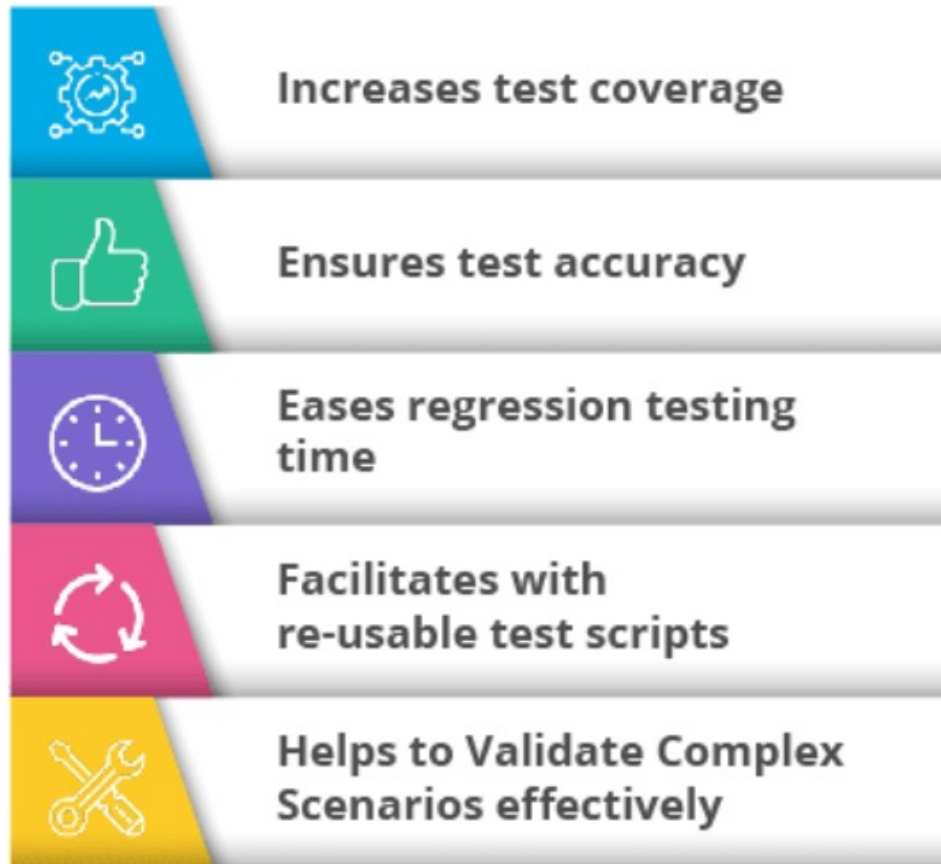 Increases test coverage
Ensures test accuracy
Eases regression testing
time
Facilitates with
re-usable test scripts
Helps to Validate Complex
Scenarios effectively